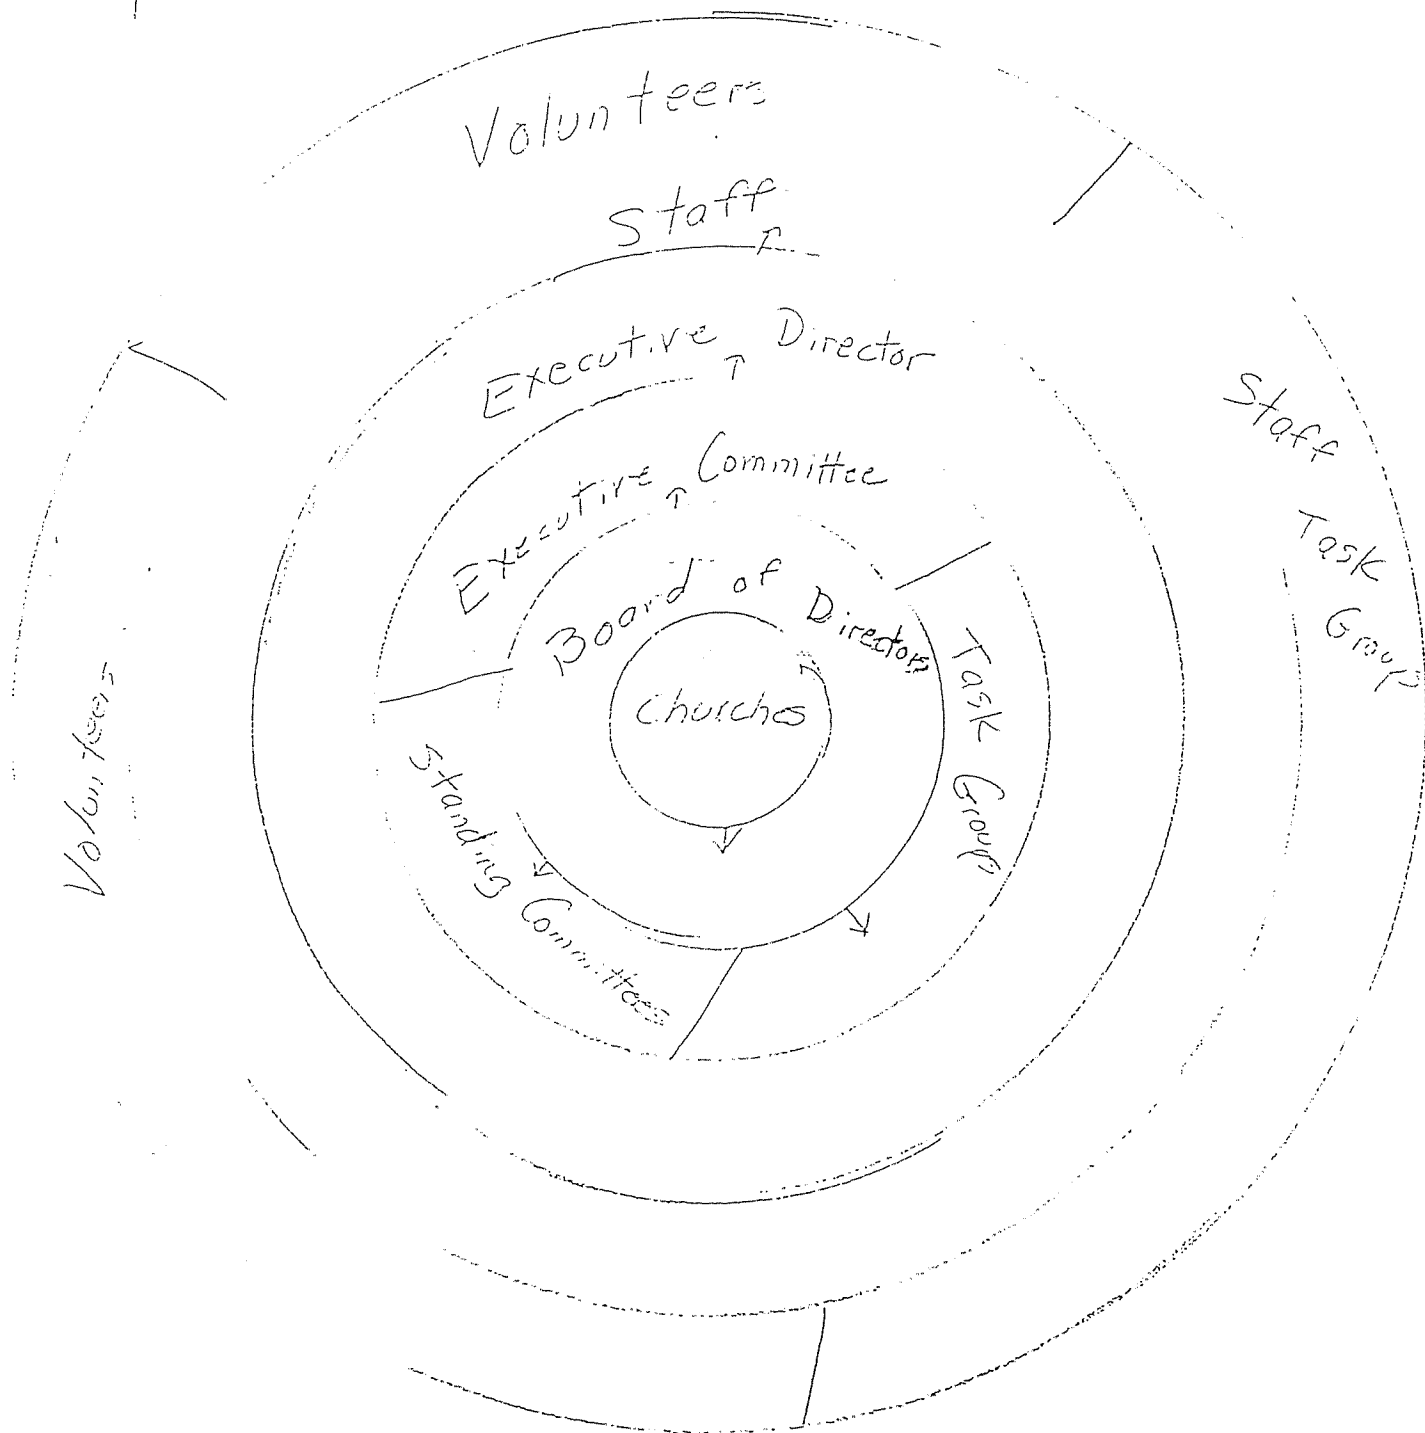 Volunteers
Staff
Executive Director
Executive Committee
Board of Directors
Churches
Task Group
Standing Committees
Staff Task Group
Volunteers